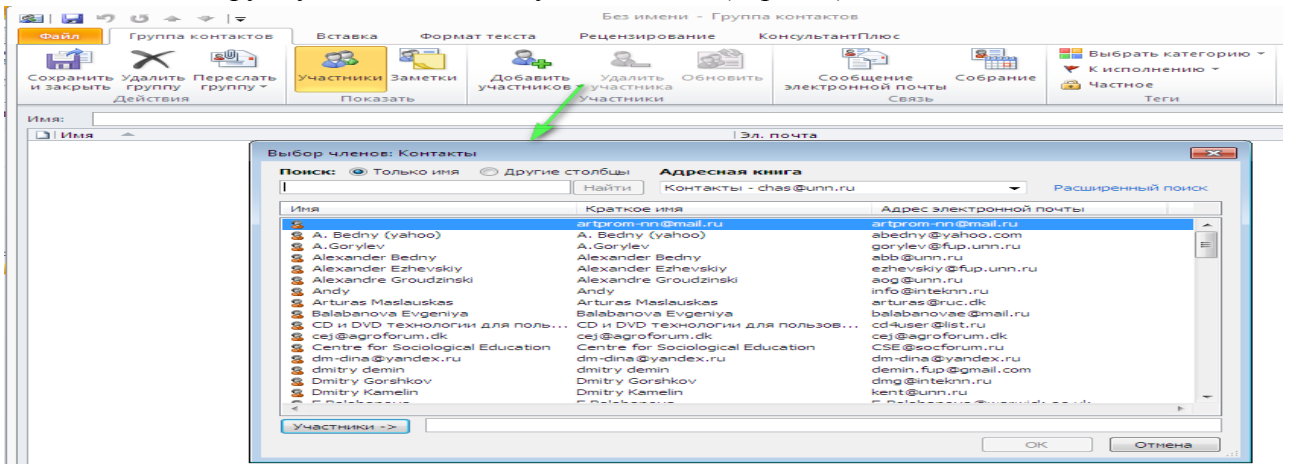 Без имени - Группа контактов
Файл Группа контактов Вставка Формат текста Рецензирование КонсультантПлюс
Сохранить и закрыть
Удалить группу
Переслать группу
Участники
Заметки
Добавить участников
Удалить участника
Обновить
Сообщение электронной почты
Собрание
Выбрать категорию
К исполнению
Частное
Действия Показать Участники Связь Теги
Имя:
Имя Эл. почта
Выбор членов: Контакты
Поиск: Только имя Другие столбцы Адресная книга
Найти Контакты - chas@unn.ru Расширенный поиск
Имя Краткое имя Адрес электронной почты
artprom-nn@mail.ru artprom-nn@mail.ru
A. Bedny (yahoo) A. Bedny (yahoo) abedny@yahoo.com
A.Gorylev A.Gorylev gorylev@fup.unn.ru
Alexander Bedny Alexander Bedny abb@unn.ru
Alexander Ezhevskiy Alexander Ezhevskiy ezhevskiy@fup.unn.ru
Alexandre Groudzinski Alexandre Groudzinski aog@unn.ru
Andy Andy info@inteknn.ru
Arturas Maslauskas Arturas Maslauskas arturas@ruc.dk
Balabanova Evgeniya Balabanova Evgeniya balabanovae@mail.ru
CD и DVD технологии для поль... CD и DVD технологии для пользов... cd4user@list.ru
cej@agroforum.dk cej@agroforum.dk cej@agroforum.dk
Centre for Sociological Education Centre for Sociological Education CSE@socforum.ru
dm-dina@yandex.ru dm-dina@yandex.ru dm-dina@yandex.ru
dmitry demin dmitry demin demin.fup@gmail.com
Dmitry Gorshkov Dmitry Gorshkov dmg@inteknn.ru
Dmitry Kamelin Dmitry Kamelin kent@unn.ru
Участники ->
ОК Отмена